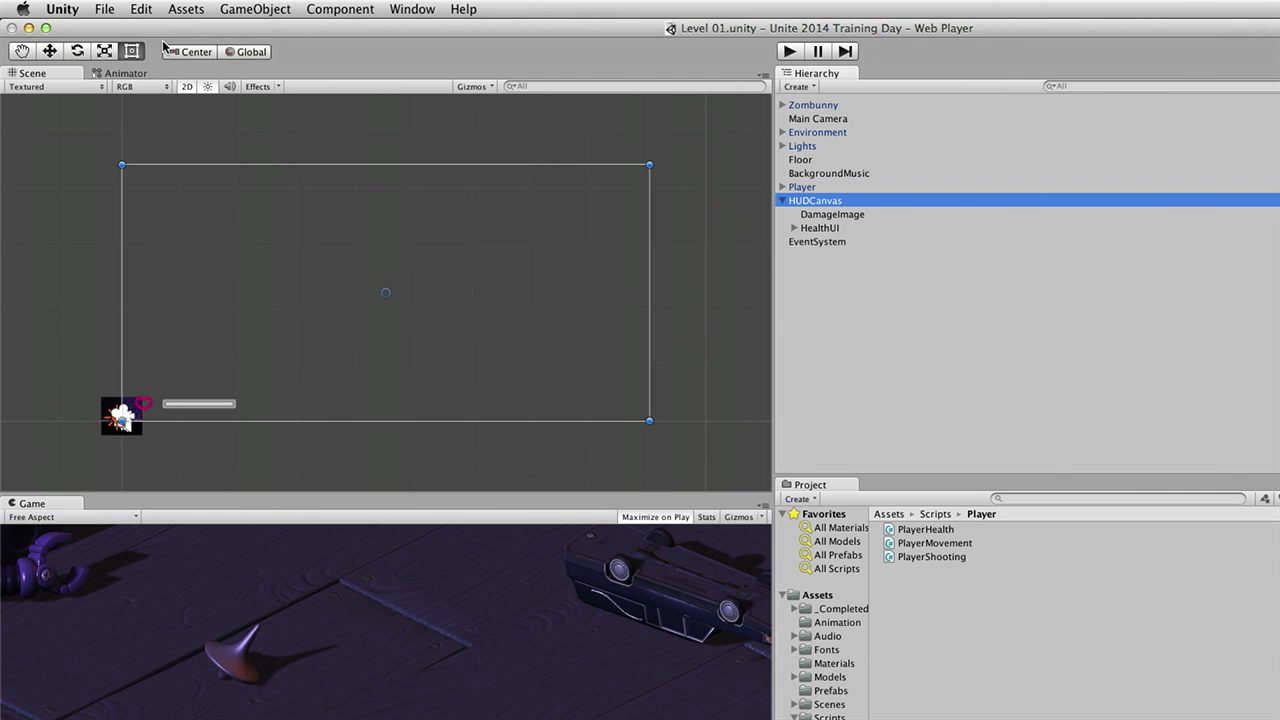 Unity File Edit Assets GameObject Component Window Help
Level 01.unity – Unite 2014 Training Day – Web Player
Center Global
Scene Animator
Textured RGB 2D Effects Gizmos All
Hierarchy
Create All
Zombunny
Main Camera
Environment
Lights
Floor
BackgroundMusic
Player
HUDCanvas
DamageImage
HealthUI
EventSystem
Game
Free Aspect Maximize on Play Stats Gizmos
Project
Create
Favorites
All Materials
All Models
All Prefabs
All Scripts
Assets
_Completed
Animation
Audio
Fonts
Materials
Models
Prefabs
Scenes
Scripts
Assets Scripts Player
PlayerHealth
PlayerMovement
PlayerShooting